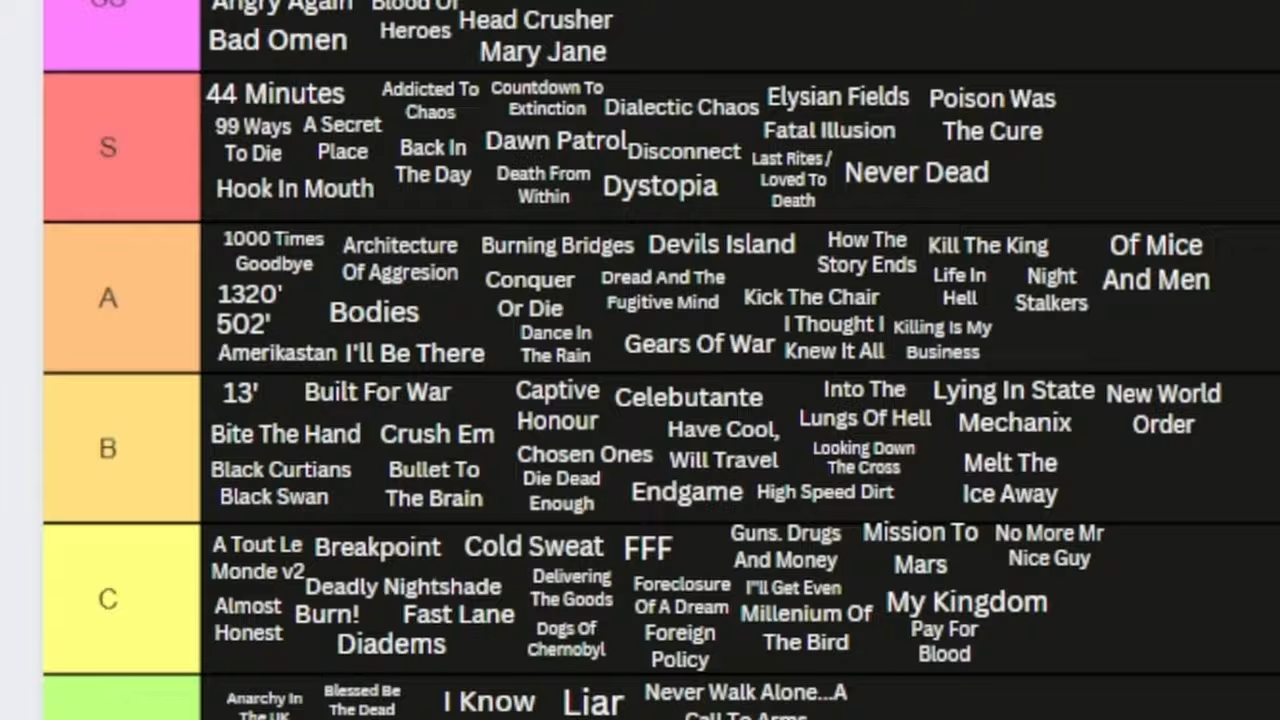 SS
Angry Again
Blood Of
Heroes
Head Crusher
Bad Omen
Mary Jane
S
44 Minutes
Addicted To
Chaos
Countdown To
Extinction
Dialectic Chaos
Elysian Fields
Poison Was
The Cure
99 Ways
To Die
A Secret
Place
Back In
The Day
Dawn Patrol
Disconnect
Fatal Illusion
Hook In Mouth
Death From
Within
Dystopia
Last Rites/
Loved To
Death
Never Dead
A
1000 Times
Goodbye
Architecture
Of Aggresion
Burning Bridges
Devils Island
How The
Story Ends
Kill The King
Of Mice
And Men
1320'
502'
Bodies
Conquer
Or Die
Dread And The
Fugitive Mind
Kick The Chair
Life In
Hell
Night
Stalkers
Amerikastan
I'll Be There
Dance In
The Rain
Gears Of War
I Thought I
Knew It All
Killing Is My
Business
B
13'
Built For War
Captive
Honour
Celebutante
Into The
Lungs Of Hell
Lying In State
New World
Order
Bite The Hand
Crush Em
Have Cool,
Will Travel
Mechanix
Black Curtians
Black Swan
Bullet To
The Brain
Chosen Ones
Die Dead
Enough
Endgame
Looking Down
The Cross
High Speed Dirt
Melt The
Ice Away
C
A Tout Le
Monde v2
Breakpoint
Cold Sweat
FFF
Guns. Drugs
And Money
Mission To
Mars
No More Mr
Nice Guy
Deadly Nightshade
Delivering
The Goods
Foreclosure
Of A Dream
I"ll Get Even
Almost
Honest
Burn!
Fast Lane
Millenium Of
The Bird
My Kingdom
Diadems
Dogs Of
Chernobyl
Foreign
Policy
Pay For
Blood
Anarchy In
The UK
Blessed Be
The Dead
I Know
Liar
Never Walk Alone...A
Call To Arms